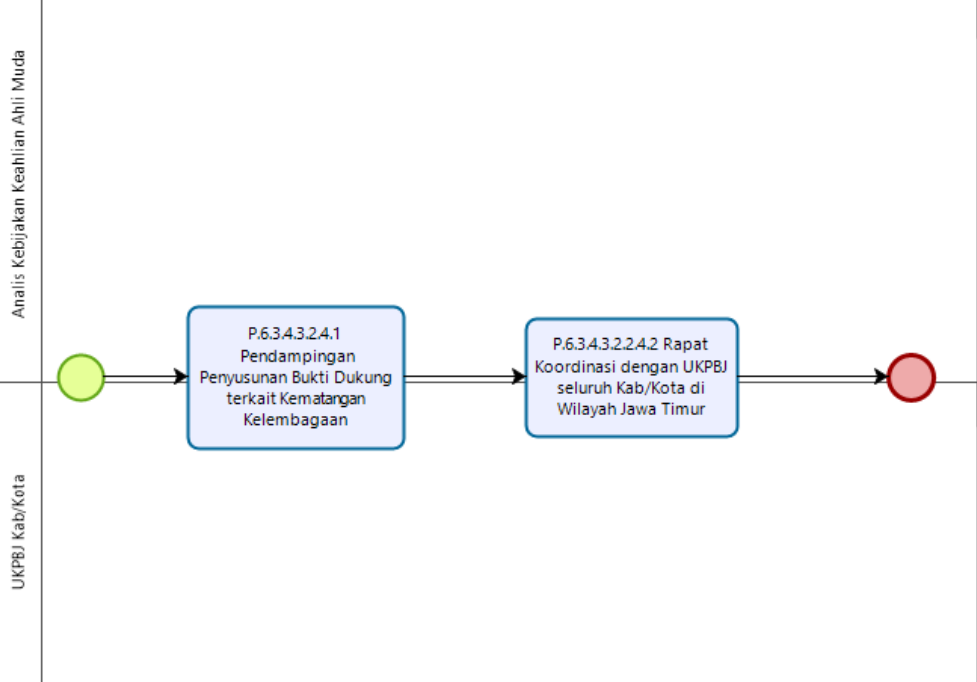 Analis Kebijakan Keahlian Ahli Muda
P.6.3.4.3.2.4.1
Pendampingan
Penyusunan Bukti Dukung
terkait Kematangan
Kelembagaan
P.6.3.4.3.2.2.4.2 Rapat
Koordinasi dengan UKPBJ
seluruh Kab/Kota di
Wilayah Jawa Timur
UKPBJ Kab/Kota